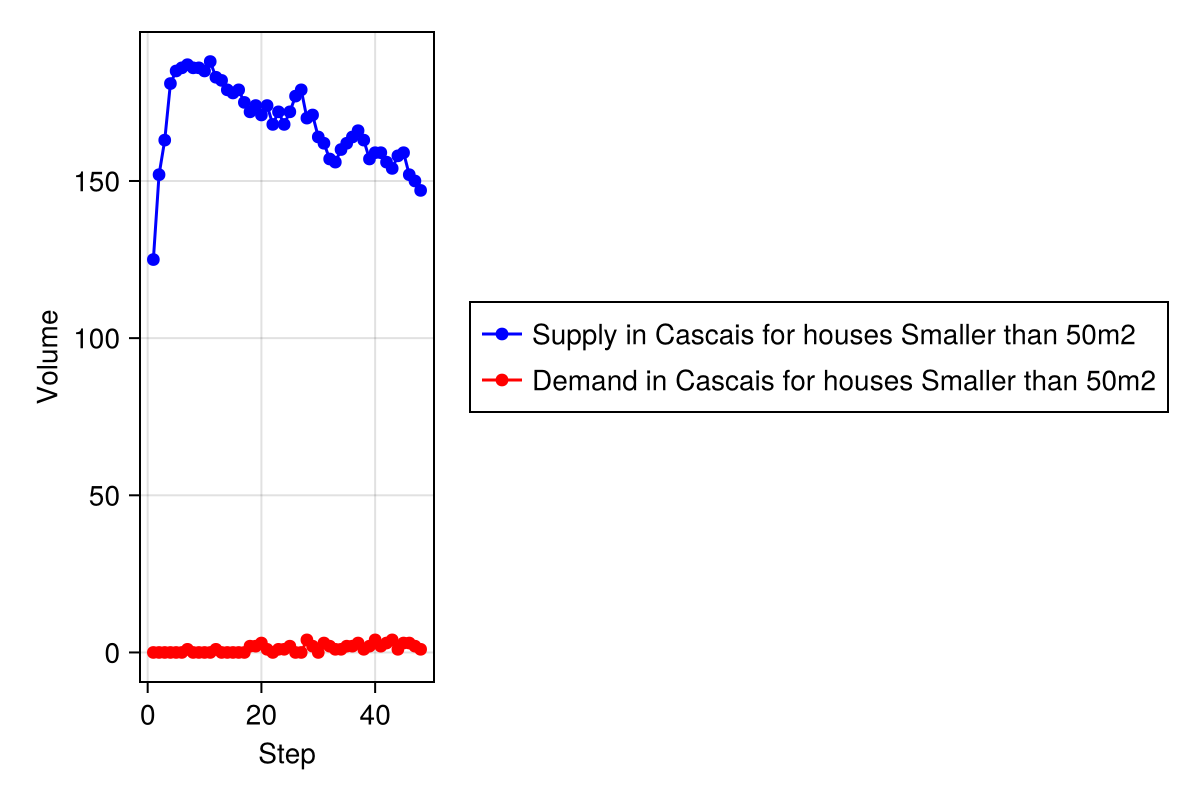 Volume
150
100
50
0
0 20 40
Step
Supply in Cascais for houses Smaller than 50m2
Demand in Cascais for houses Smaller than 50m2